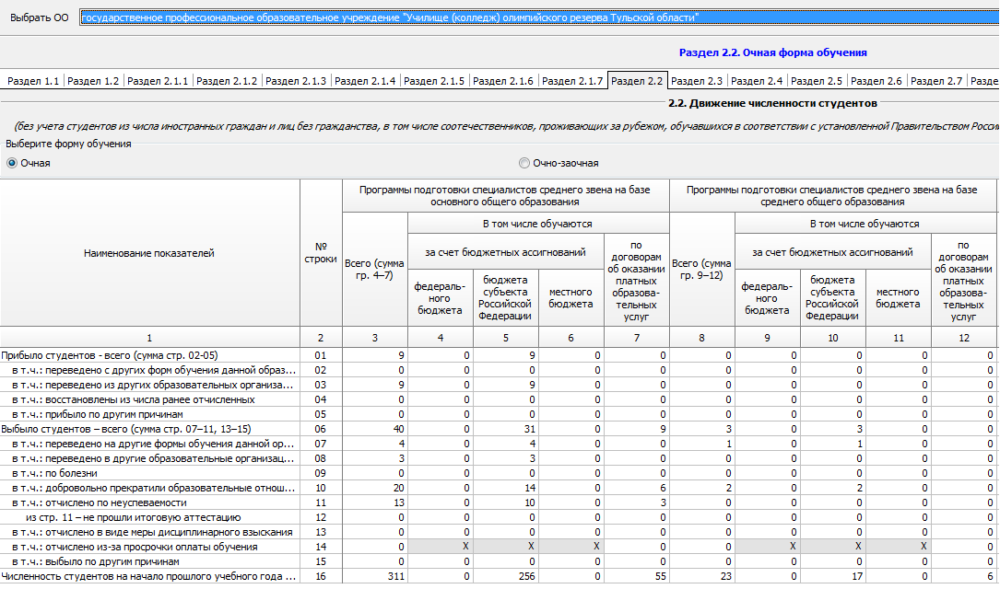 Выбрать ОО
государственное профессиональное образовательное учреждение "Училище (колледж) олимпийского резерва Тульской области"
Раздел 2.2. Очная форма обучения
Раздел 1.1 Раздел 1.2 Раздел 2.1.1 Раздел 2.1.2 Раздел 2.1.3 Раздел 2.1.4 Раздел 2.1.5 Раздел 2.1.6 Раздел 2.1.7 Раздел 2.2 Раздел 2.3 Раздел 2.4 Раздел 2.5 Раздел 2.6 Раздел 2.7 Разде
2.2. Движение численности студентов
(без учета студентов из числа иностранных граждан и лиц без гражданства, в том числе соотечественников, проживающих за рубежом, обучавшихся в соответствии с установленной Правительством Росси
Выберите форму обучения
Очная Очно-заочная
Наименование показателей
№
строки
Программы подготовки специалистов среднего звена на базе
основного общего образования
Всего (сумма
гр. 4–7)
В том числе обучаются
за счет бюджетных ассигнований
федераль-
ного
бюджета
бюджета
субъекта
Российской
Федерации
местного
бюджета
по
договорам
об оказании
платных
образова-
тельных
услуг
Программы подготовки специалистов среднего звена на базе
среднего общего образования
Всего (сумма
гр. 9–12)
В том числе обучаются
за счет бюджетных ассигнований
федераль-
ного
бюджета
бюджета
субъекта
Российской
Федерации
местного
бюджета
по
договорам
об оказании
платных
образова-
тельных
услуг
1 2 3 4 5 6 7 8 9 10 11 12
Прибыло студентов - всего (сумма стр. 02-05) 01 9 0 9 0 0 0 0 0 0 0
в т.ч.: переведено с других форм обучения данной образ... 02 0 0 0 0 0 0 0 0 0 0
в т.ч.: переведено из других образовательных организа... 03 9 0 9 0 0 0 0 0 0 0
в т.ч.: восстановлены из числа ранее отчисленных 04 0 0 0 0 0 0 0 0 0 0
в т.ч.: прибыло по другим причинам 05 0 0 0 0 0 0 0 0 0 0
Выбыло студентов – всего (сумма стр. 07–11, 13–15) 06 40 0 31 0 9 3 0 3 0 0
в т.ч.: переведено на другие формы обучения данной ор... 07 4 0 4 0 0 1 0 1 0 0
в т.ч.: переведено в другие образовательные организац... 08 3 0 3 0 0 0 0 0 0 0
в т.ч.: по болезни 09 0 0 0 0 0 0 0 0 0 0
в т.ч.: добровольно прекратили образовательные отнош... 10 20 0 14 0 6 2 0 2 0 0
в т.ч.: отчислено по неуспеваемости 11 13 0 10 0 3 0 0 0 0 0
из стр. 11 – не прошли итоговую аттестацию 12 0 0 0 0 0 0 0 0 0 0
в т.ч.: отчислено в виде меры дисциплинарного взыскания 13 0 0 0 0 0 0 0 0 0 0
в т.ч.: отчислено из-за просрочки оплаты обучения 14 0 X X X 0 0 X X X 0
в т.ч.: выбыло по другим причинам 15 0 0 0 0 0 0 0 0 0 0
Численность студентов на начало прошлого учебного года ... 16 311 0 256 0 55 23 0 17 0 6